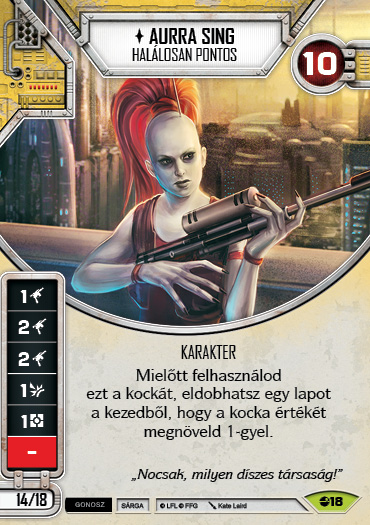 AURRA SING
HALÁLOSAN PONTOS
10
1
2
2
1
1
-
14/18
KARAKTER
Mielőtt felhasználod
ezt a kockát, eldobhatsz egy lapot
a kezedből, hogy a kocka értékét
megnöveld 1-gyel.
„Nocsak, milyen díszes társaság!”
GONOSZ
SÁRGA
LFL © FFG
Kate Laird
18